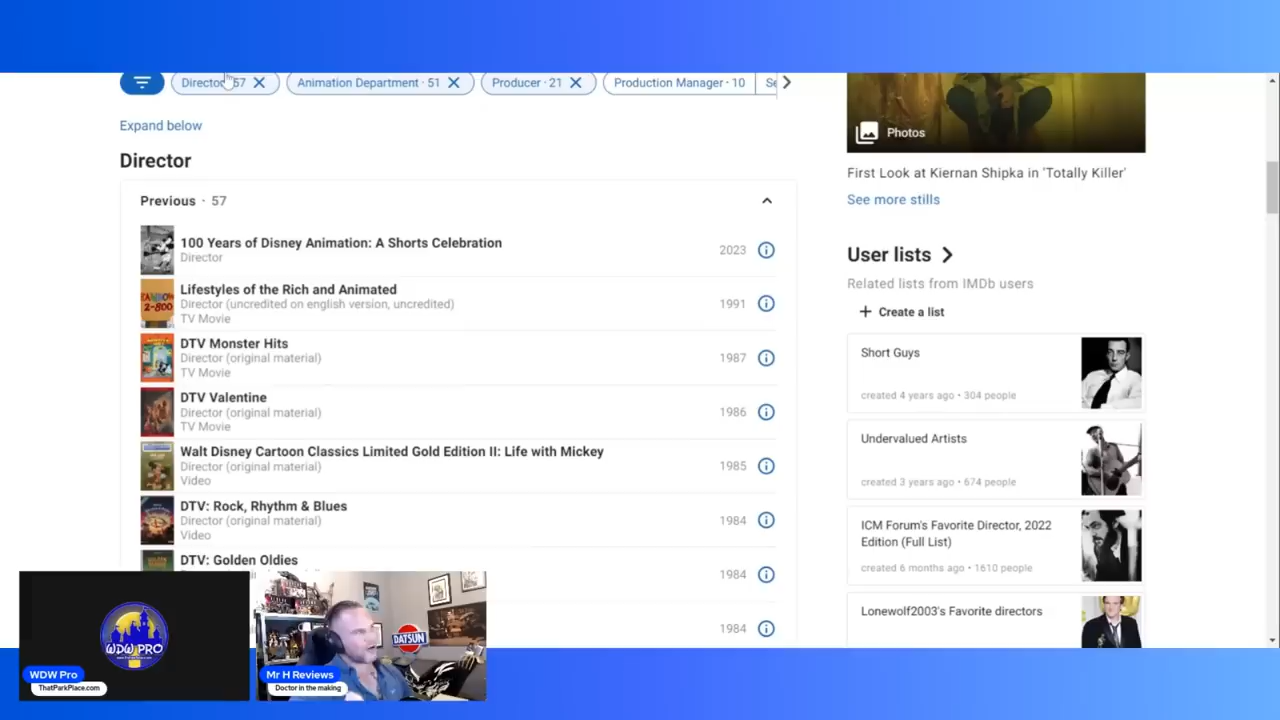 Director · 57
Animation Department · 51
Producer · 21
Production Manager · 10
Se
Expand below
Director
Previous · 57
100 Years of Disney Animation: A Shorts Celebration
Director
2023
Lifestyles of the Rich and Animated
Director (uncredited on english version, uncredited)
TV Movie
1991
DTV Monster Hits
Director (original material)
TV Movie
1987
DTV Valentine
Director (original material)
TV Movie
1986
Walt Disney Cartoon Classics Limited Gold Edition II: Life with Mickey
Director (original material)
Video
1985
DTV: Rock, Rhythm & Blues
Director (original material)
Video
1984
DTV: Golden Oldies
1984
1984
Photos
First Look at Kiernan Shipka in 'Totally Killer'
See more stills
User lists
Related lists from IMDb users
+ Create a list
Short Guys
created 4 years ago · 304 people
Undervalued Artists
created 3 years ago · 674 people
ICM Forum's Favorite Director, 2022
Edition (Full List)
created 6 months ago · 1610 people
Lonewolf2003's Favorite directors
WDW PRO
WDW Pro
ThatParkPlace.com
DATSUN
Mr H Reviews
Doctor in the making